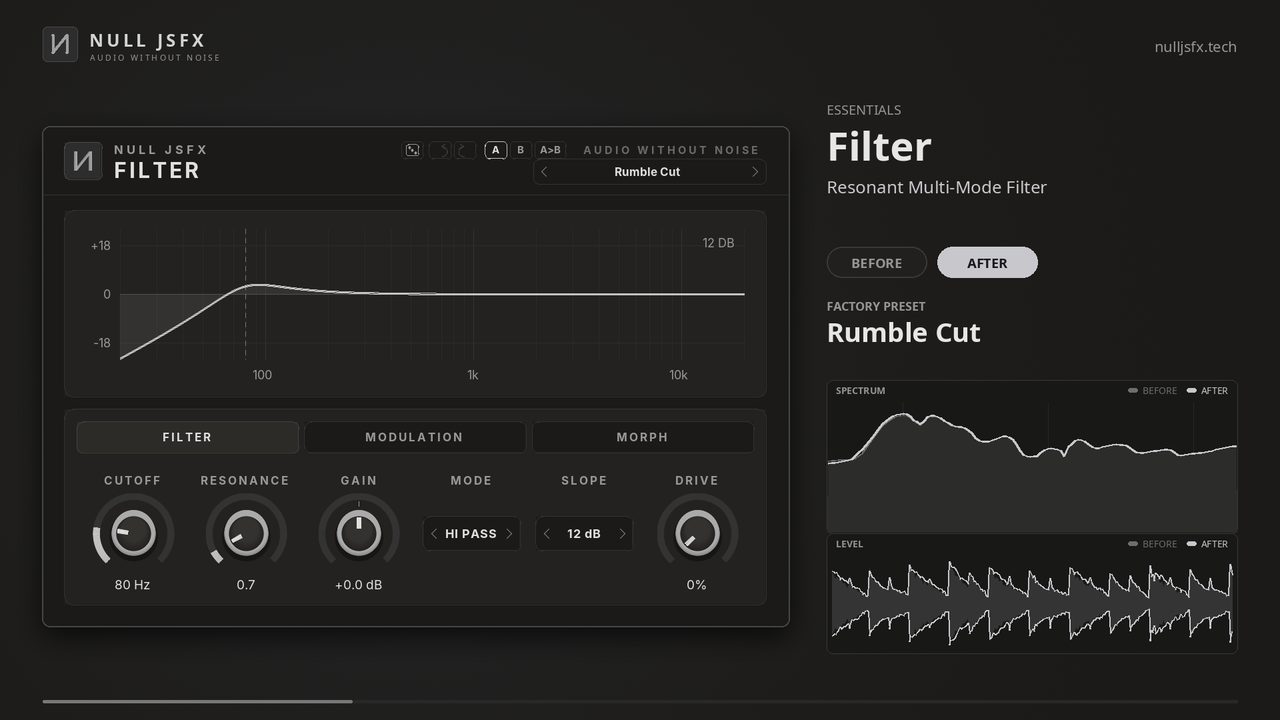 NULL JSFX
AUDIO WITHOUT NOISE
nulljsfx.tech
NULL JSFX
FILTER
A B A>B AUDIO WITHOUT NOISE
Rumble Cut
+18
12 DB
0
-18
100 1k 10k
FILTER MODULATION MORPH
CUTOFF RESONANCE GAIN MODE SLOPE DRIVE
HI PASS 12 dB
80 Hz 0.7 +0.0 dB 0%
ESSENTIALS
Filter
Resonant Multi-Mode Filter
BEFORE AFTER
FACTORY PRESET
Rumble Cut
SPECTRUM BEFORE AFTER
LEVEL BEFORE AFTER